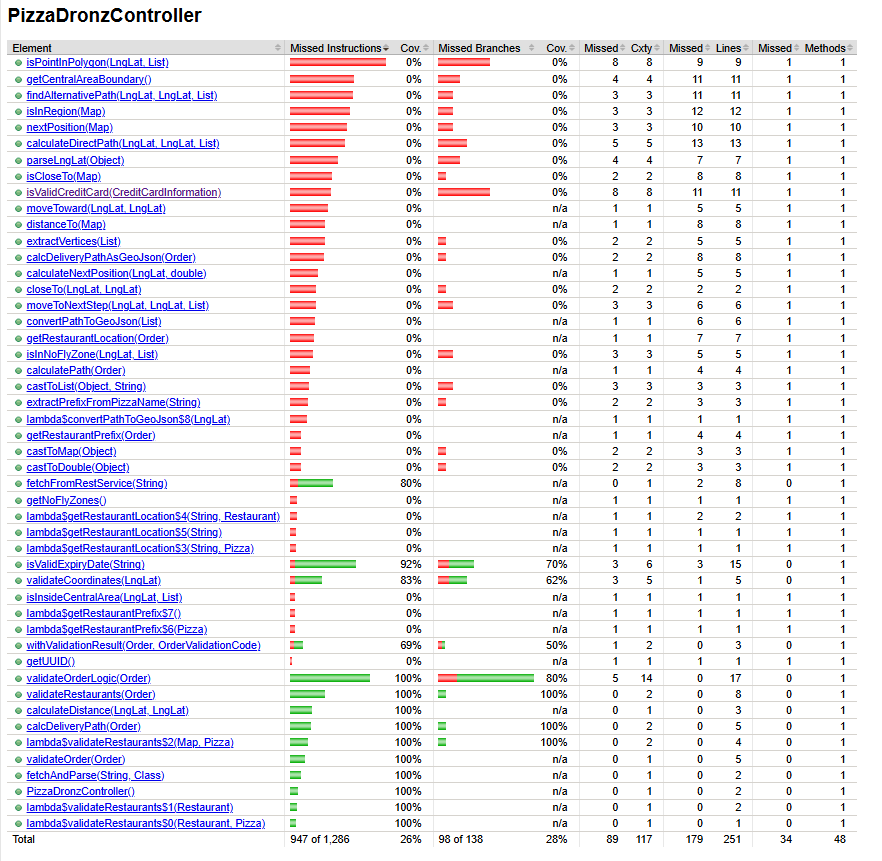 PizzaDronzController
Element Missed Instructions Cov. Missed Branches Cov. Missed Cxty Missed Lines Missed Methods
isPointInPolygon(LngLat, List) 0% 0% 8 8 9 9 1 1
getCentralAreaBoundary() 0% 0% 4 4 11 11 1 1
findAlternativePath(LngLat, LngLat, List) 0% 0% 3 3 11 11 1 1
isInRegion(Map) 0% 0% 3 3 12 12 1 1
nextPosition(Map) 0% 0% 3 3 10 10 1 1
calculateDirectPath(LngLat, LngLat, List) 0% 0% 5 5 13 13 1 1
parseLngLat(Object) 0% 0% 4 4 7 7 1 1
isCloseTo(Map) 0% 0% 2 2 8 8 1 1
isValidCreditCard(CreditCardInformation) 0% 0% 8 8 11 11 1 1
moveToward(LngLat, LngLat) 0% n/a 1 1 5 5 1 1
distanceTo(Map) 0% n/a 1 1 8 8 1 1
extractVertices(List) 0% 0% 2 2 5 5 1 1
calcDeliveryPathAsGeoJson(Order) 0% 0% 2 2 8 8 1 1
calculateNextPosition(LngLat, double) 0% n/a 1 1 5 5 1 1
closeTo(LngLat, LngLat) 0% 0% 2 2 2 2 1 1
moveToNextStep(LngLat, LngLat, List) 0% 0% 3 3 6 6 1 1
convertPathToGeoJson(List) 0% n/a 1 1 6 6 1 1
getRestaurantLocation(Order) 0% n/a 1 1 7 7 1 1
isInNoFlyZone(LngLat, List) 0% 0% 3 3 5 5 1 1
calculatePath(Order) 0% n/a 1 1 4 4 1 1
castToList(Object, String) 0% 0% 3 3 3 3 1 1
extractPrefixFromPizzaName(String) 0% 0% 2 2 3 3 1 1
lambda$convertPathToGeoJson$8(LngLat) 0% n/a 1 1 1 1 1 1
getRestaurantPrefix(Order) 0% n/a 1 1 4 4 1 1
castToMap(Object) 0% 0% 2 2 3 3 1 1
castToDouble(Object) 0% 0% 2 2 3 3 1 1
fetchFromRestService(String) 80% n/a 0 1 2 8 0 1
getNoFlyZones() 0% n/a 1 1 1 1 1 1
lambda$getRestaurantLocation$4(String, Restaurant) 0% n/a 1 1 2 2 1 1
lambda$getRestaurantLocation$5(String) 0% n/a 1 1 1 1 1 1
lambda$getRestaurantLocation$3(String, Pizza) 0% n/a 1 1 1 1 1 1
isValidExpiryDate(String) 92% 70% 3 6 3 15 0 1
validateCoordinates(LngLat) 83% 62% 3 5 1 5 0 1
isInsideCentralArea(LngLat, List) 0% n/a 1 1 1 1 1 1
lambda$getRestaurantPrefix$7() 0% n/a 1 1 1 1 1 1
lambda$getRestaurantPrefix$6(Pizza) 0% n/a 1 1 1 1 1 1
withValidationResult(Order, OrderValidationCode) 69% 50% 1 2 0 3 0 1
getUUID() 0% n/a 1 1 1 1 1 1
validateOrderLogic(Order) 100% 80% 5 14 0 17 0 1
validateRestaurants(Order) 100% 100% 0 2 0 8 0 1
calculateDistance(LngLat, LngLat) 100% n/a 0 1 0 3 0 1
calcDeliveryPath(Order) 100% 100% 0 2 0 5 0 1
lambda$validateRestaurants$2(Map, Pizza) 100% 100% 0 2 0 4 0 1
validateOrder(Order) 100% n/a 0 1 0 5 0 1
fetchAndParse(String, Class) 100% n/a 0 1 0 2 0 1
PizzaDronzController() 100% n/a 0 1 0 2 0 1
lambda$validateRestaurants$1(Restaurant) 100% n/a 0 1 0 2 0 1
lambda$validateRestaurants$0(Restaurant, Pizza) 100% n/a 0 1 0 2 0 1
Total 947 of 1,286 26% 98 of 138 28% 89 117 179 251 34 48